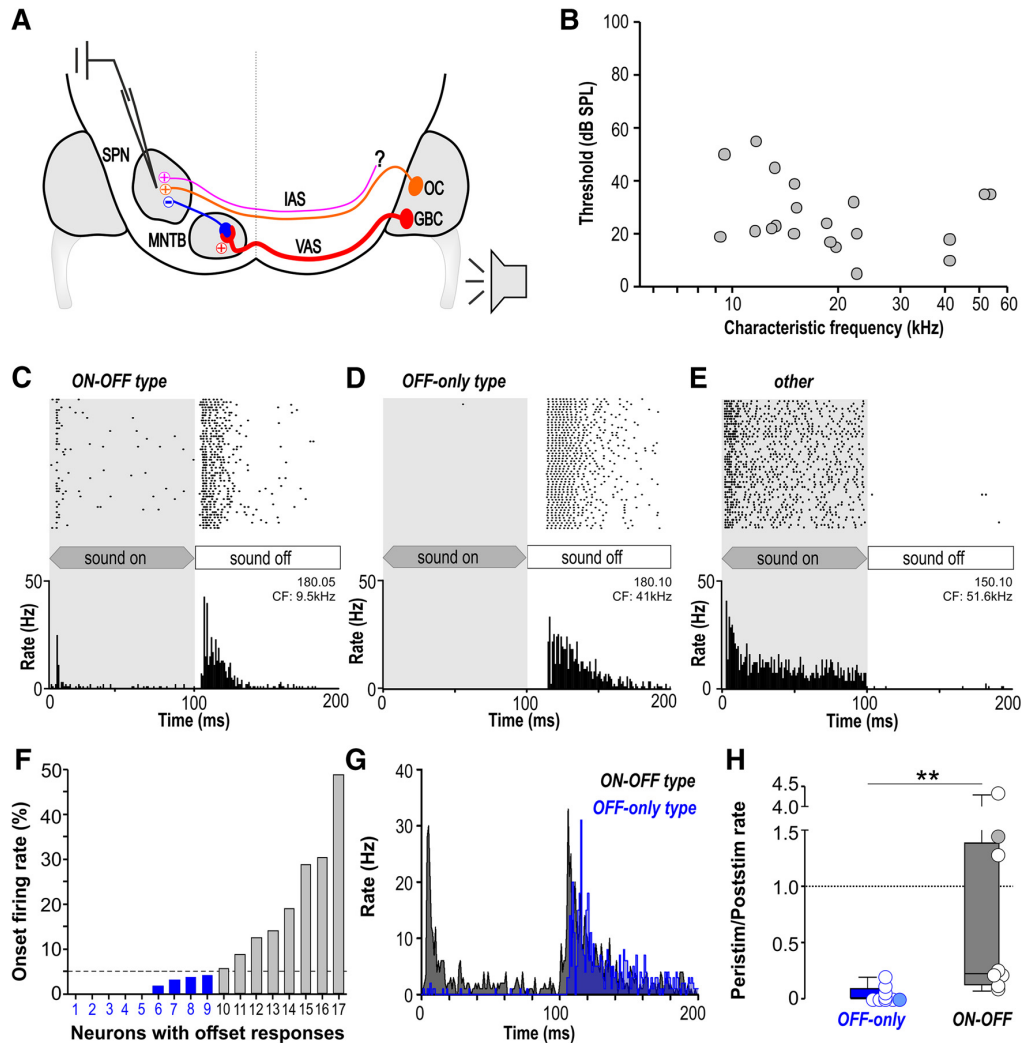 A
SPN
MNTB
IAS
VAS
?
OC
GBC
B
Threshold (dB SPL)
100
80
60
40
20
0
10 20 30 40 50 60
Characteristic frequency (kHz)
C ON-OFF type
sound on sound off
180.05
CF: 9.5kHz
Rate (Hz)
50
0
0 100 200
Time (ms)
D OFF-only type
sound on sound off
180.10
CF: 41kHz
Rate (Hz)
50
0
0 100 200
Time (ms)
E other
sound on sound off
150.10
CF: 51.6kHz
Rate (Hz)
50
0
0 100 200
Time (ms)
F
Onset firing rate (%)
50
40
30
20
10
0
1 2 3 4 5 6 7 8 9 10 11 12 13 14 15 16 17
Neurons with offset responses
G
ON-OFF type
OFF-only type
Rate (Hz)
40
30
20
10
0
0 100 200
Time (ms)
H
**
Peristim/Poststim rate
4.5
4.0
1.5
1.0
0.5
0
OFF-only ON-OFF